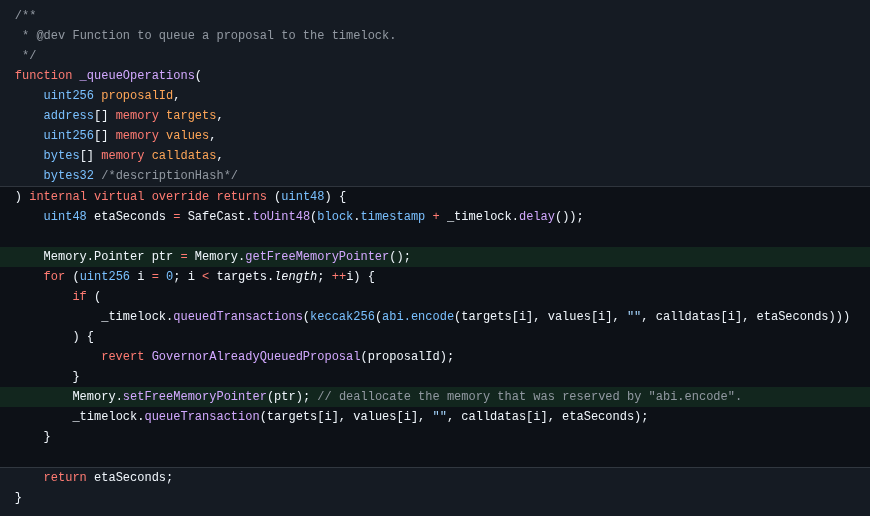 /**
 * @dev Function to queue a proposal to the timelock.
 */
function _queueOperations(
    uint256 proposalId,
    address[] memory targets,
    uint256[] memory values,
    bytes[] memory calldatas,
    bytes32 /*descriptionHash*/
) internal virtual override returns (uint48) {
    uint48 etaSeconds = SafeCast.toUint48(block.timestamp + _timelock.delay());

    Memory.Pointer ptr = Memory.getFreeMemoryPointer();
    for (uint256 i = 0; i < targets.length; ++i) {
        if (
            _timelock.queuedTransactions(keccak256(abi.encode(targets[i], values[i], "", calldatas[i], etaSeconds)))
        ) {
            revert GovernorAlreadyQueuedProposal(proposalId);
        }
        Memory.setFreeMemoryPointer(ptr); // deallocate the memory that was reserved by "abi.encode".
        _timelock.queueTransaction(targets[i], values[i], "", calldatas[i], etaSeconds);
    }

    return etaSeconds;
}